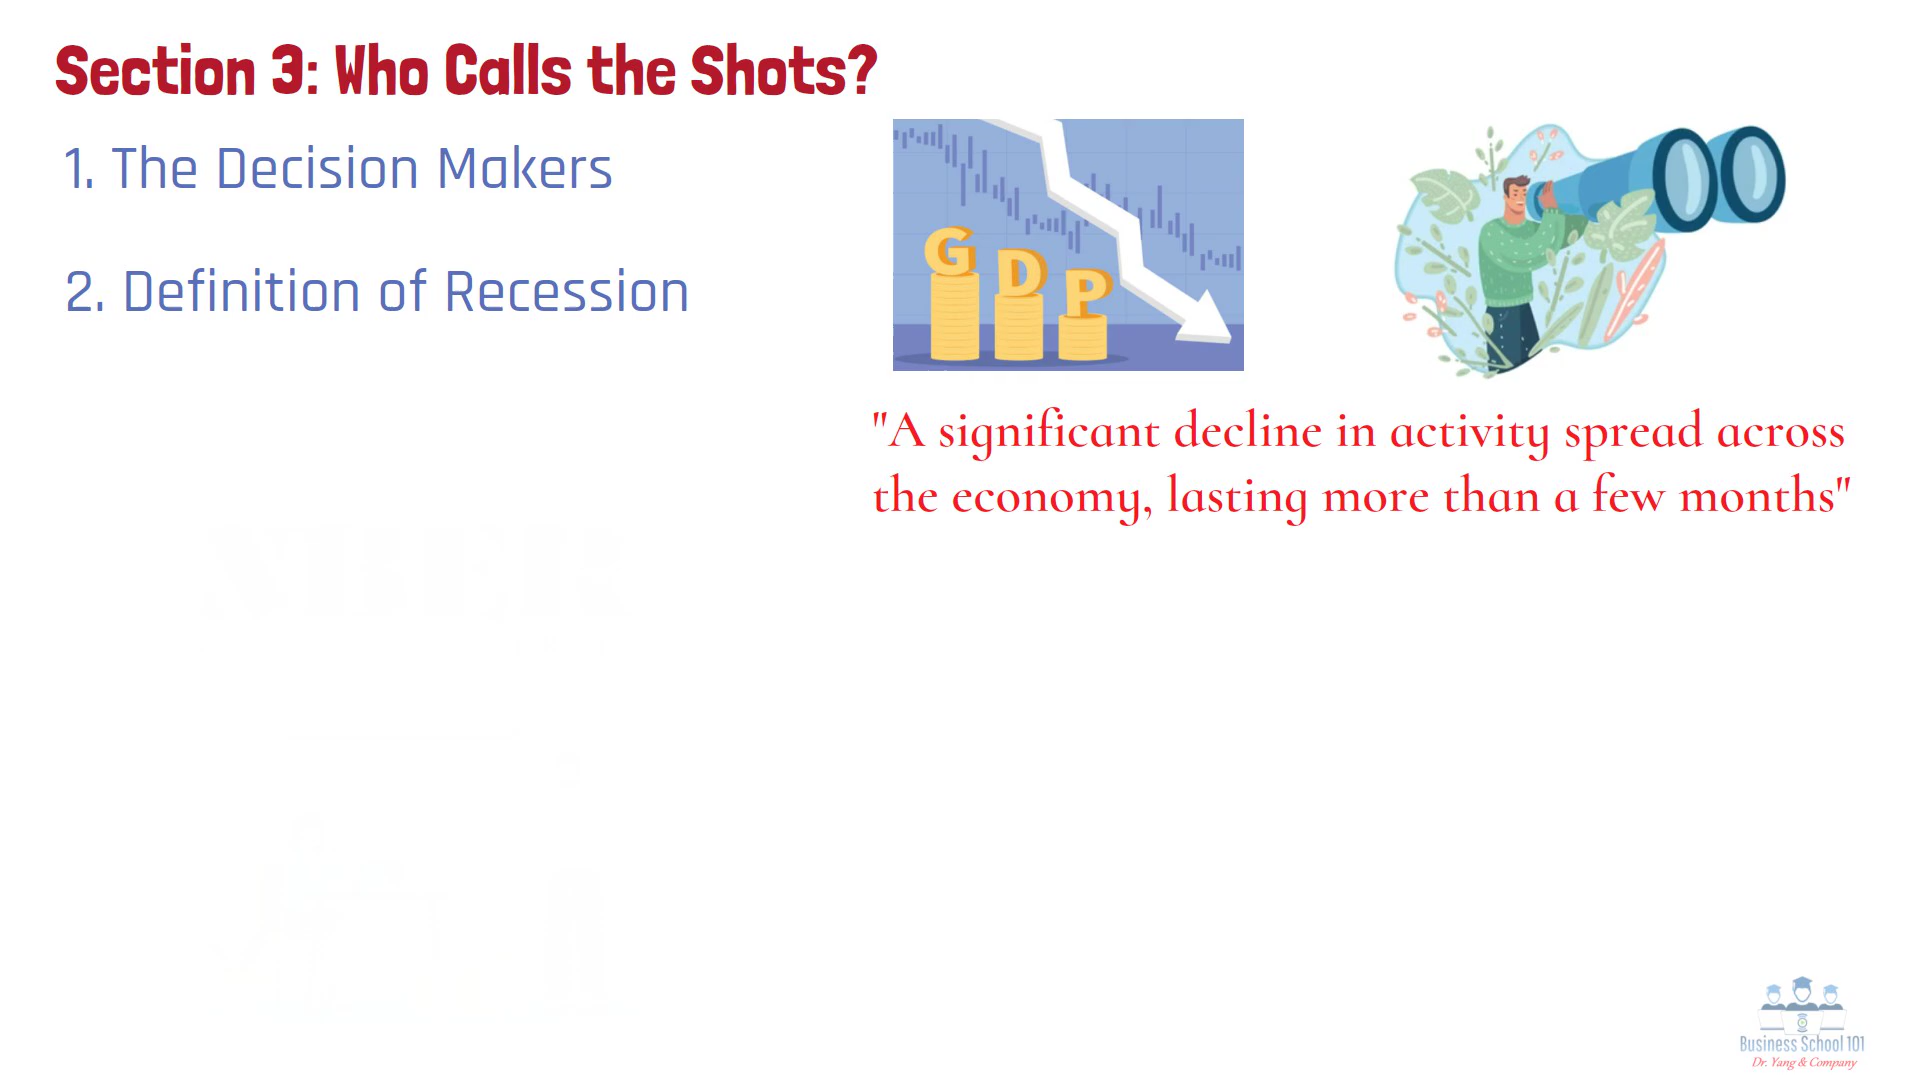 Section 3: Who Calls the Shots?
1. The Decision Makers
2. Definition of Recession
G D P
"A significant decline in activity spread across
the economy, lasting more than a few months"
Business School 101
Dr. Yang & Company